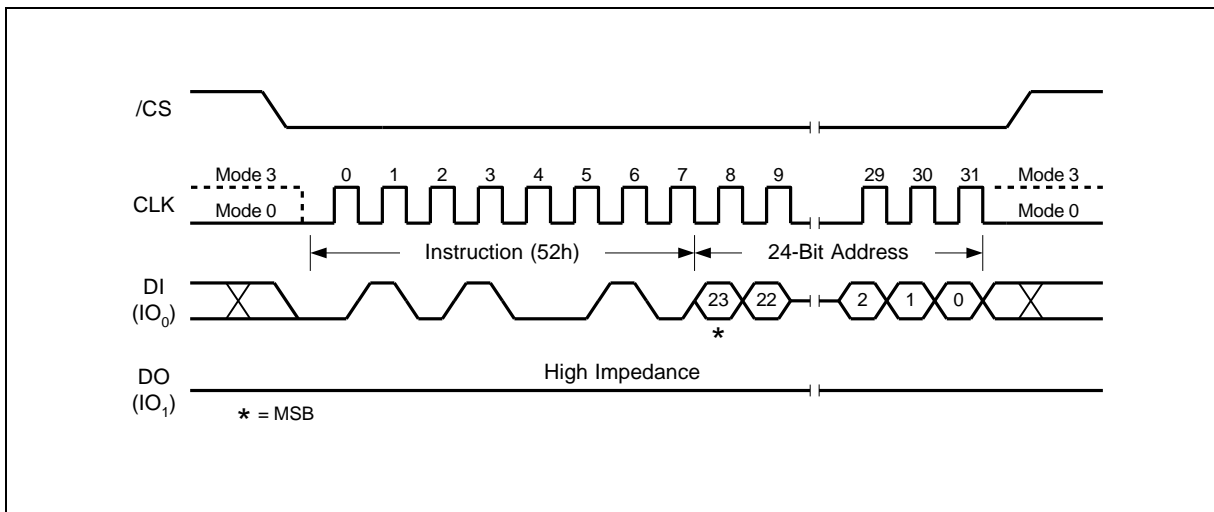 /CS
Mode 3 0 1 2 3 4 5 6 7 8 9 29 30 31 Mode 3
CLK Mode 0 Mode 0
Instruction (52h) 24-Bit Address
DI
(IO0) 23 22 2 1 0
*
DO High Impedance
(IO1)
* = MSB